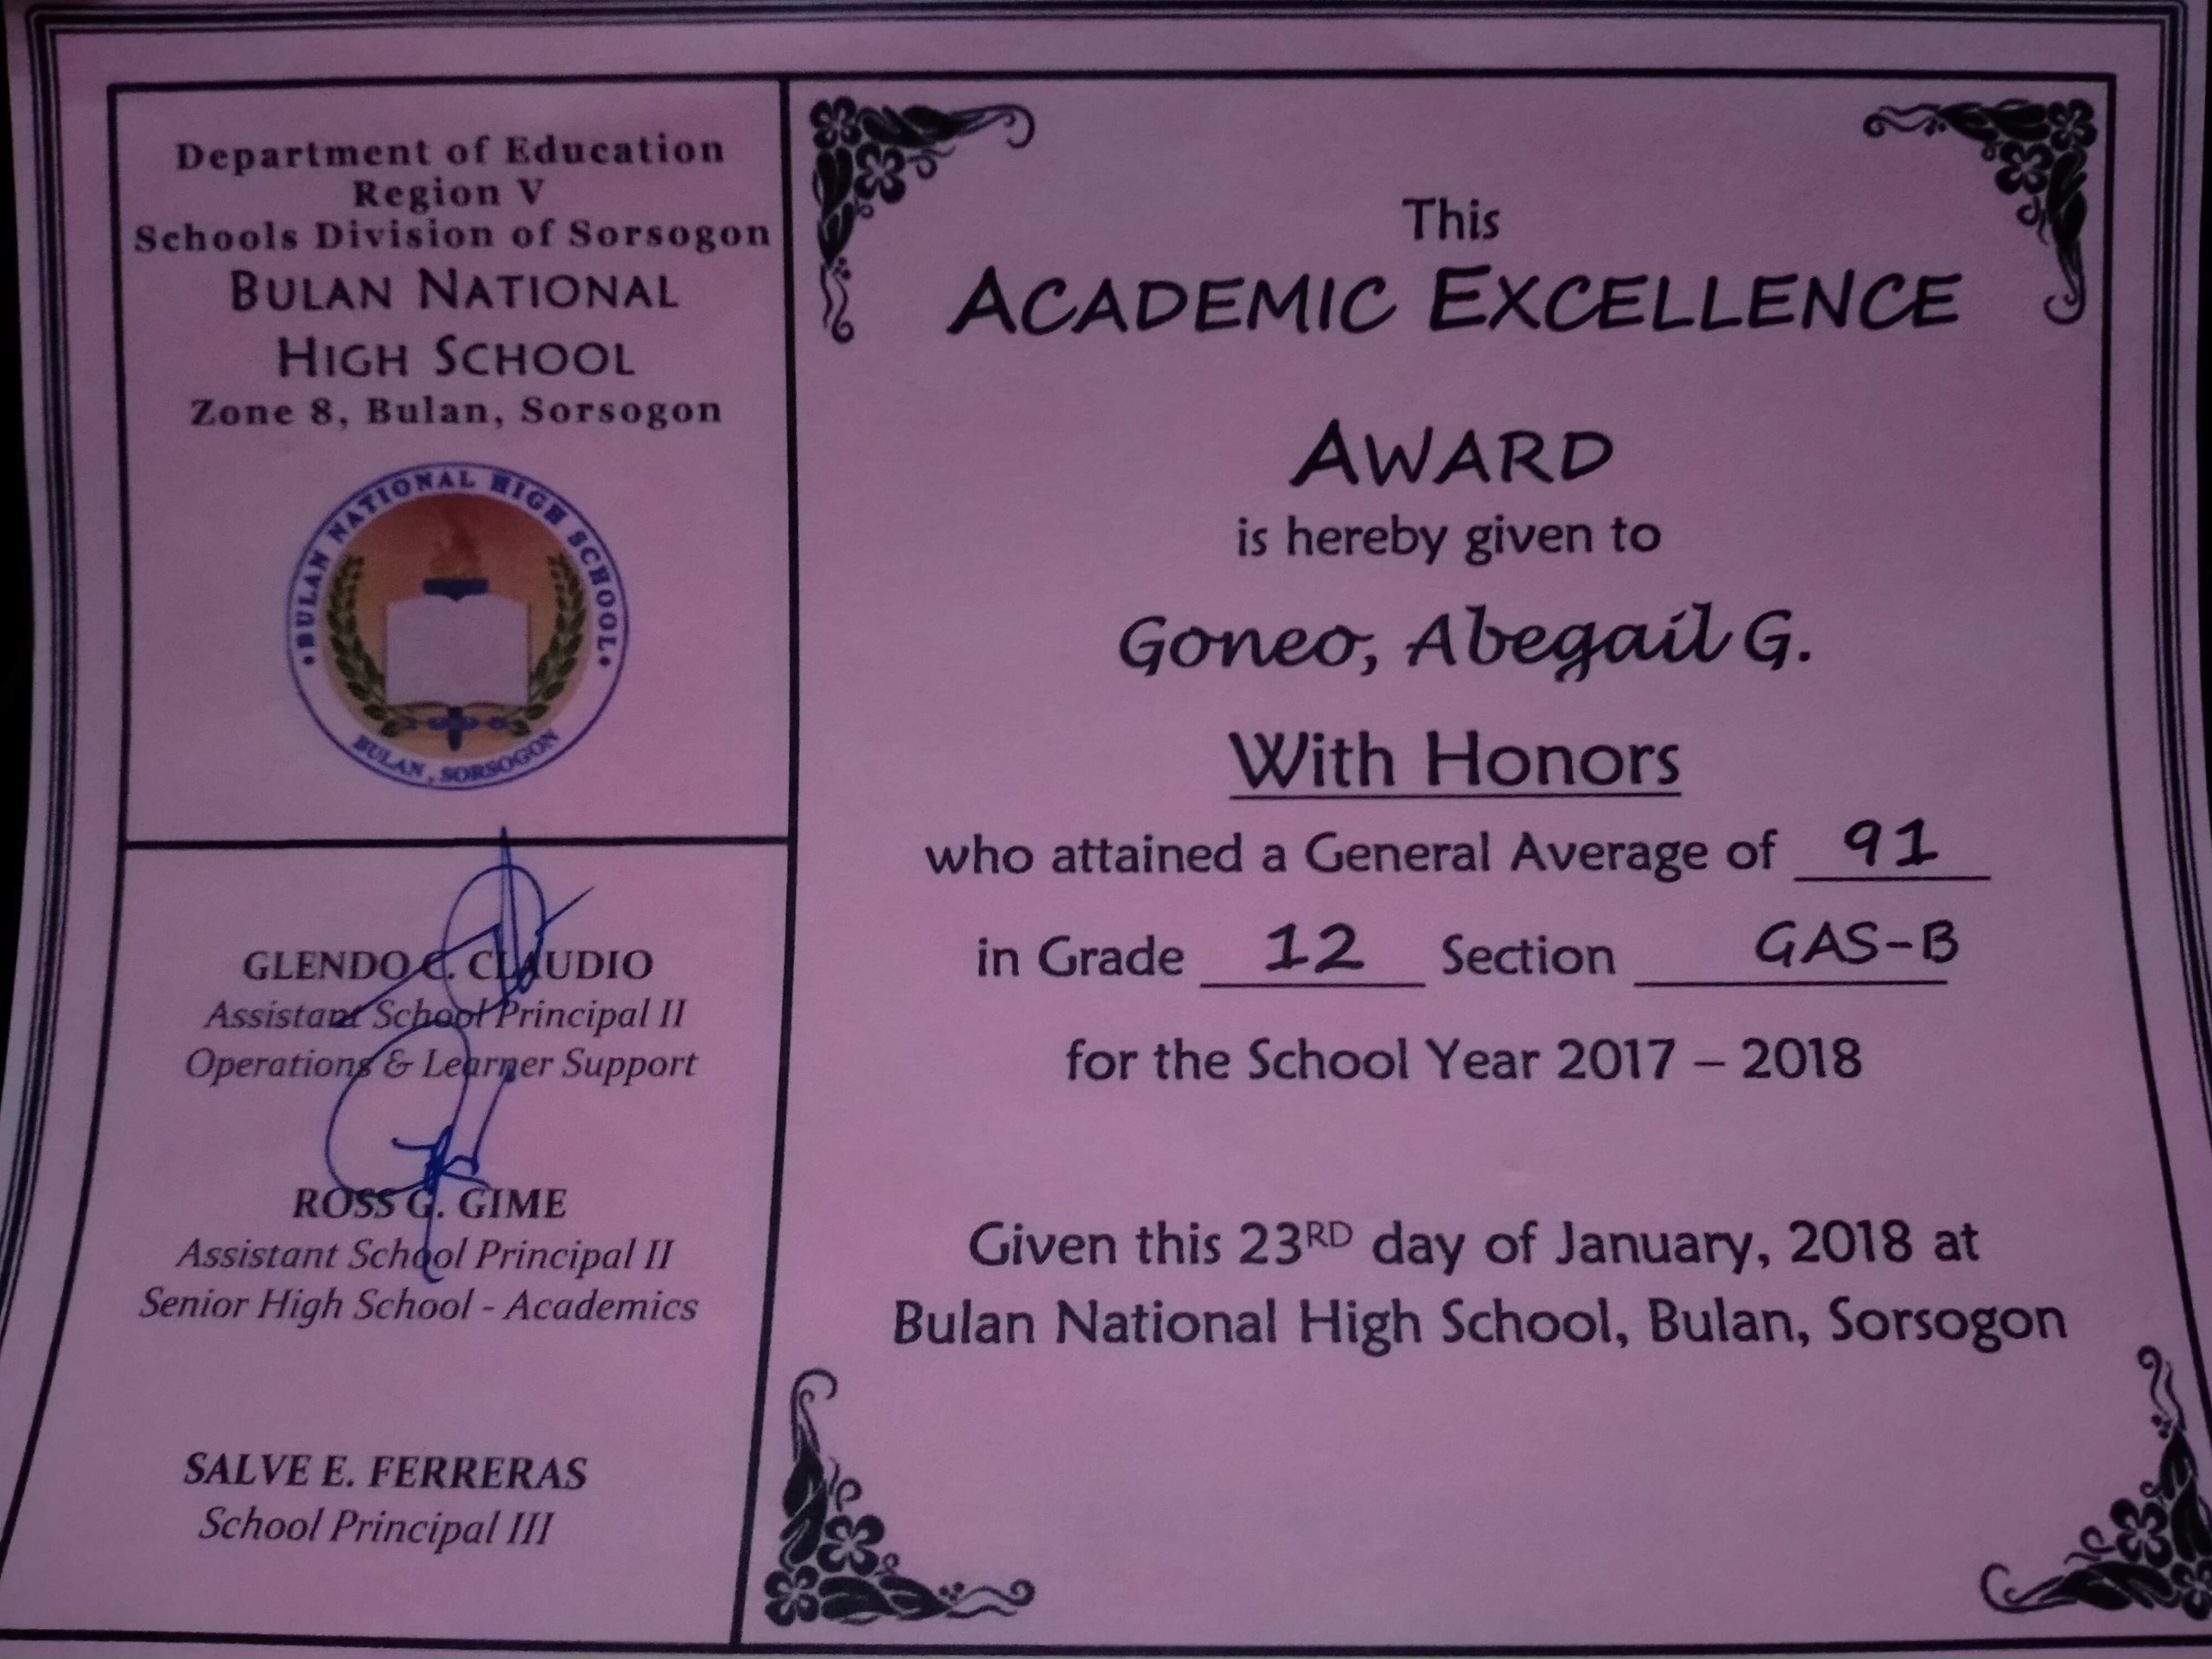 Department of Education
Region V
Schools Division of Sorsogon
BULAN NATIONAL
HIGH SCHOOL
Zone 8, Bulan, Sorsogon
BULAN NATIONAL HIGH SCHOOL
BULAN, SORSOGON
GLENDO C. CLAUDIO
Assistant School Principal II
Operations & Learner Support
ROSS G. GIME
Assistant School Principal II
Senior High School - Academics
SALVE E. FERRERAS
School Principal III
This
ACADEMIC EXCELLENCE
AWARD
is hereby given to
Goneo, Abegail G.
With Honors
who attained a General Average of 91
in Grade 12 Section GAS-B
for the School Year 2017 – 2018
Given this 23RD day of January, 2018 at
Bulan National High School, Bulan, Sorsogon